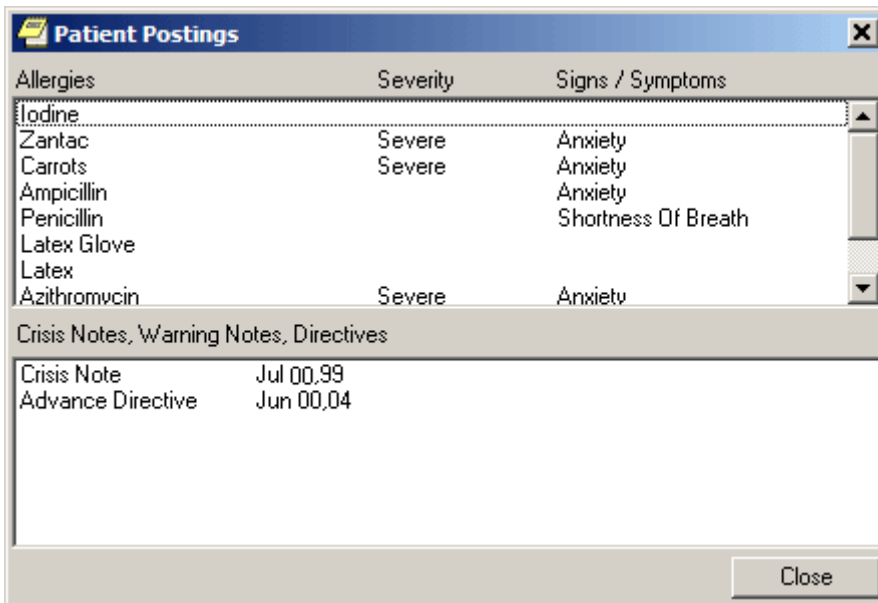 Patient Postings
Allergies Severity Signs / Symptoms
Iodine
Zantac Severe Anxiety
Carrots Severe Anxiety
Ampicillin Anxiety
Penicillin Shortness Of Breath
Latex Glove
Latex
Azithromycin Severe Anxiety
Crisis Notes, Warning Notes, Directives
Crisis Note Jul 00,99
Advance Directive Jun 00,04
Close